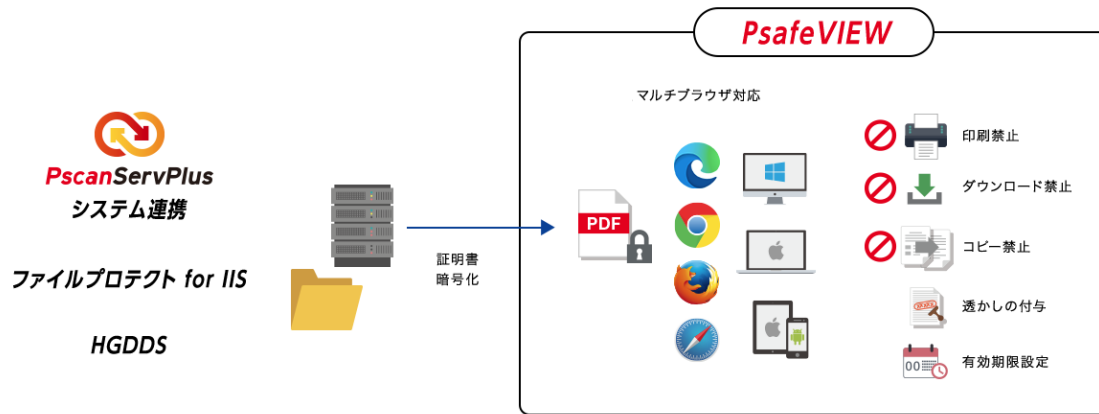 PsafeVIEW
マルチブラウザ対応
PscanServPlus
システム連携
ファイルプロテクト for IIS
HGDDS
証明書
暗号化
PDF
印刷禁止
ダウンロード禁止
コピー禁止
透かしの付与
00
有効期限設定